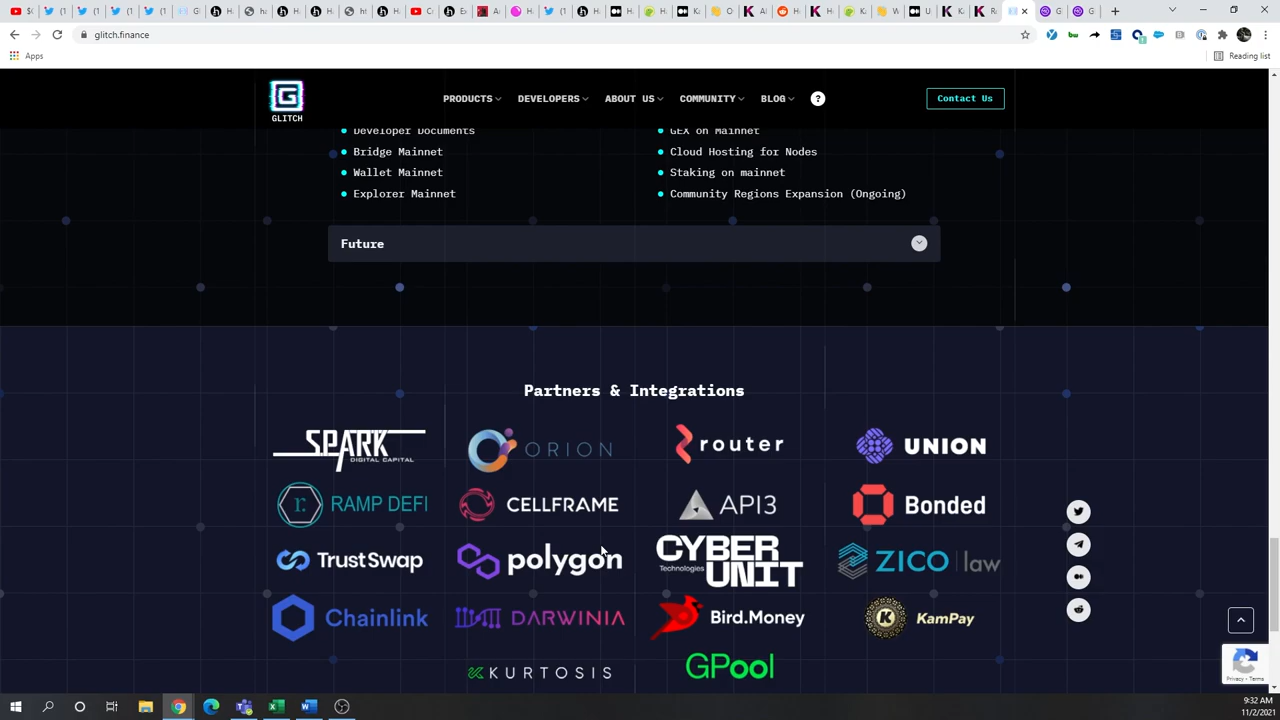 glitch.finance
Apps
Reading list
GLITCH
PRODUCTS
DEVELOPERS
ABOUT US
COMMUNITY
BLOG
?
Contact Us
Developer Documents
GEX on Mainnet
Bridge Mainnet
Cloud Hosting for Nodes
Wallet Mainnet
Staking on mainnet
Explorer Mainnet
Community Regions Expansion (Ongoing)
Future
Partners & Integrations
SPARK
DIGITAL CAPITAL
ORION
router
UNION
RAMP DEFI
CELLFRAME
API3
Bonded
TrustSwap
polygon
CYBER
Technologies UNIT
ZICO law
Chainlink
DARWINIA
Bird.Money
KamPay
KURTOSIS
GPool
Privacy - Terms
9:32 AM
11/2/2021